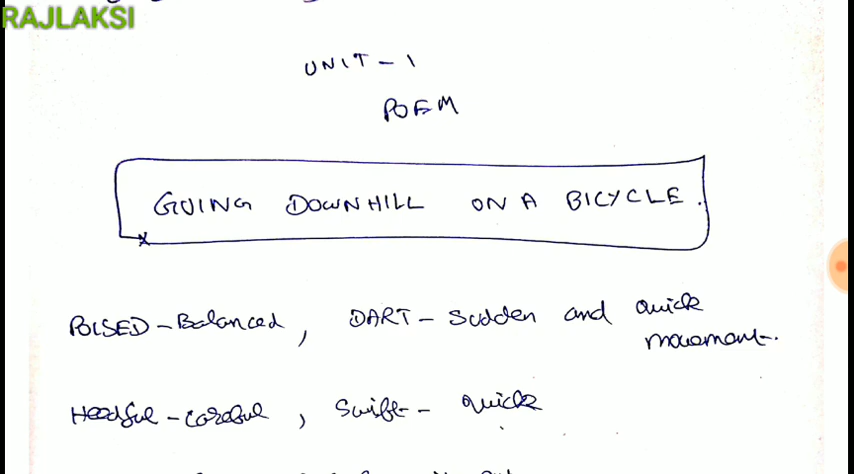 RAJLAKSI
UNIT - 1
POEM
GOING DOWNHILL ON A BICYCLE.
POISED - Balanced, DART - Sudden and quick
movement.
Heedful - careful, Swift - quick